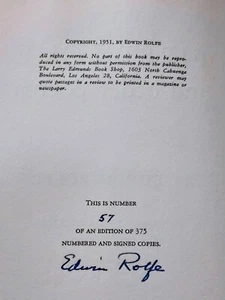 COPYRIGHT, 1951, BY EDWIN ROLFE
All rights reserved. No part of this book may be repro-
duced in any form without permission from the publisher,
The Larry Edmunds Book Shop, 1603 North Cahuenga
Boulevard, Los Angeles 28, California. A reviewer may
quote passages in a review to be printed in a magazine or
newspaper.
THIS IS NUMBER
57
OF AN EDITION OF 375
NUMBERED AND SIGNED COPIES.
Edwin Rolfe